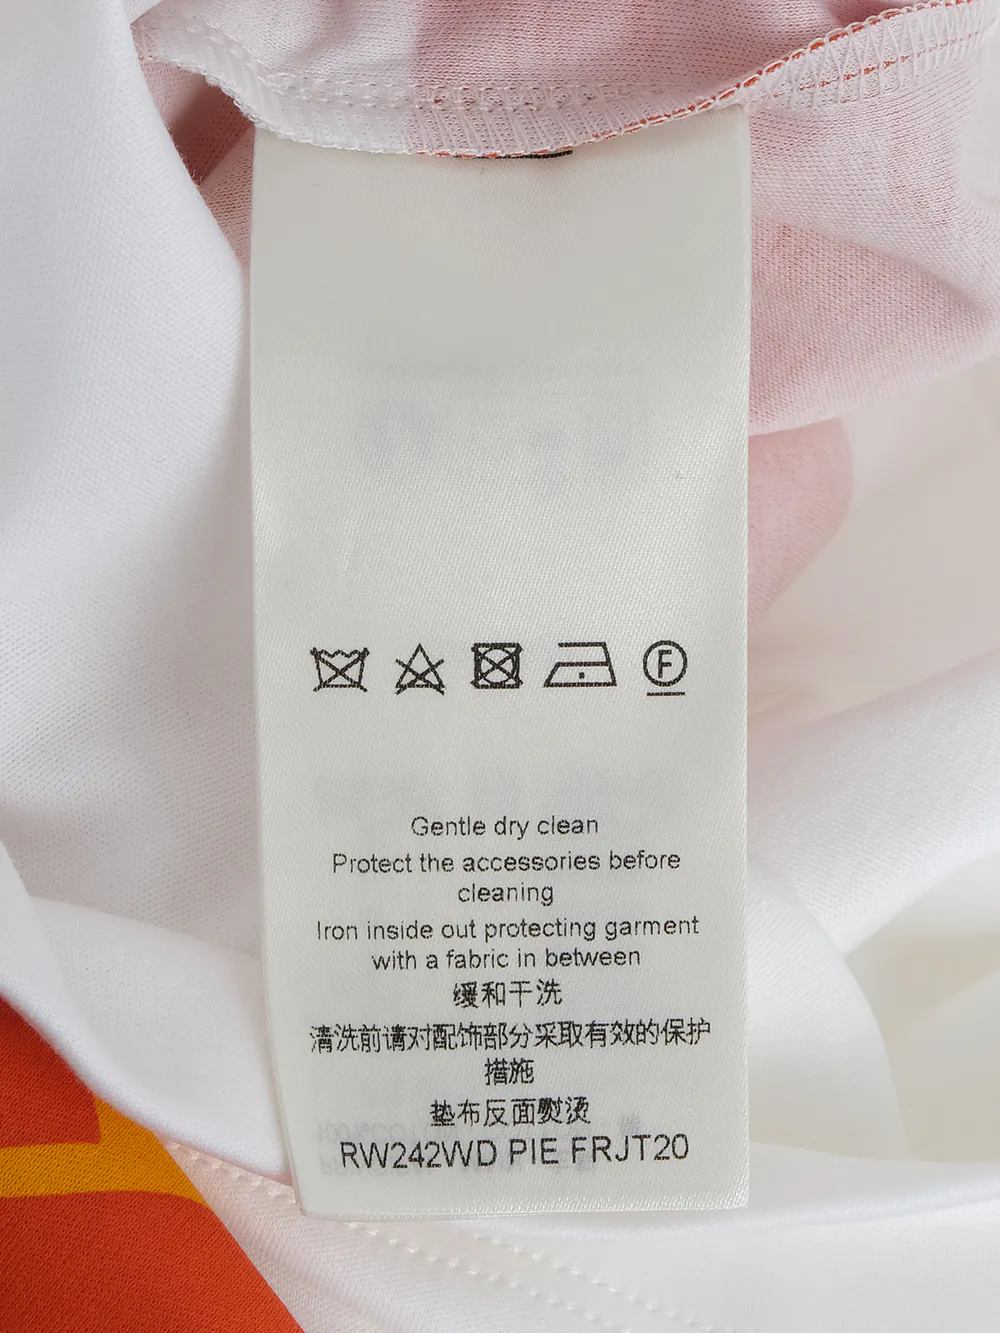 F
Gentle dry clean
Protect the accessories before
cleaning
Iron inside out protecting garment
with a fabric in between
缓和干洗
清洗前请对配饰部分采取有效的保护
措施
垫布反面熨烫
RW242WD PIE FRJT20